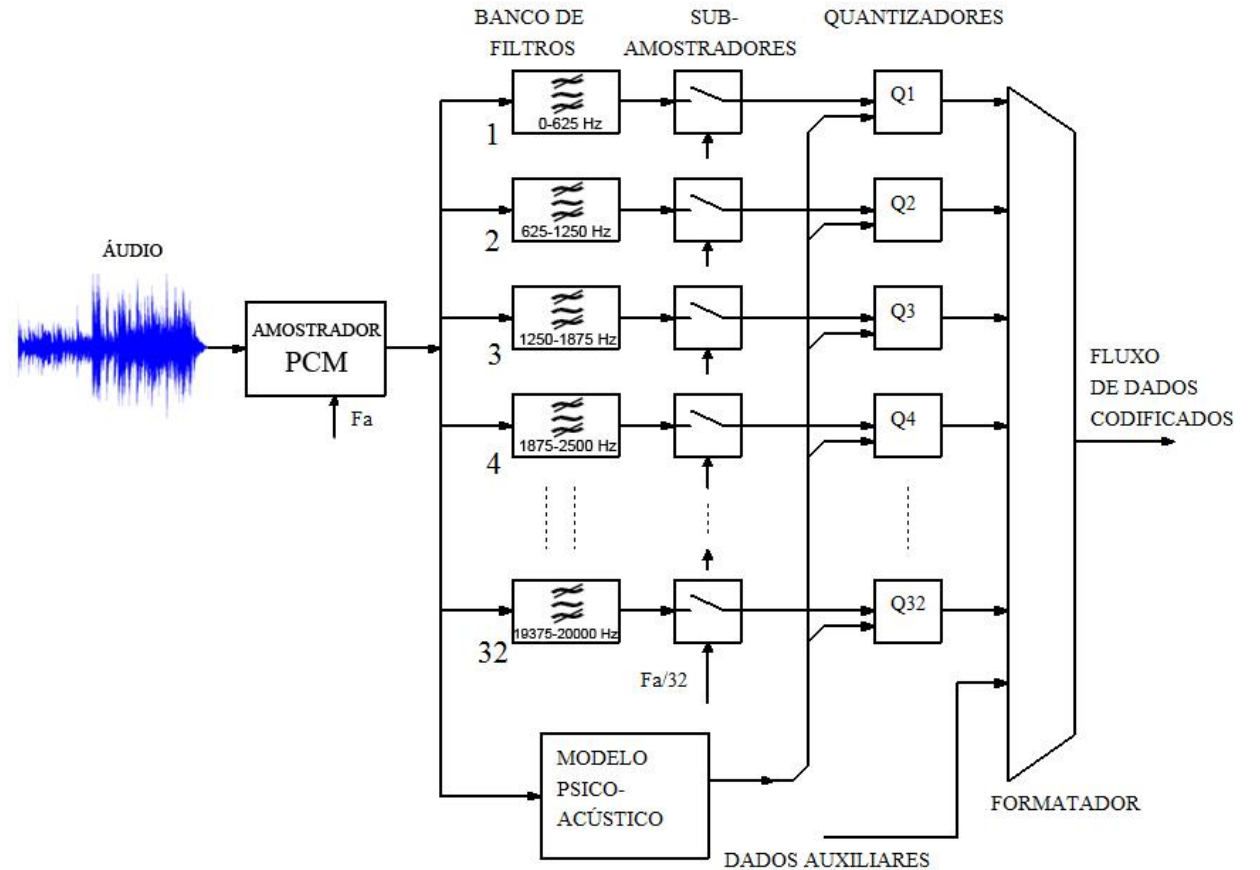 BANCO DE
FILTROS
SUB-
AMOSTRADORES
QUANTIZADORES
0-625 Hz
1
Q1
625-1250 Hz
2
Q2
ÁUDIO
AMOSTRADOR
PCM
Fa
1250-1875 Hz
3
Q3
1875-2500 Hz
4
Q4
FLUXO
DE DADOS
CODIFICADOS
19375-20000 Hz
32
Q32
Fa/32
MODELO
PSICO-
ACÚSTICO
FORMATADOR
DADOS AUXILIARES